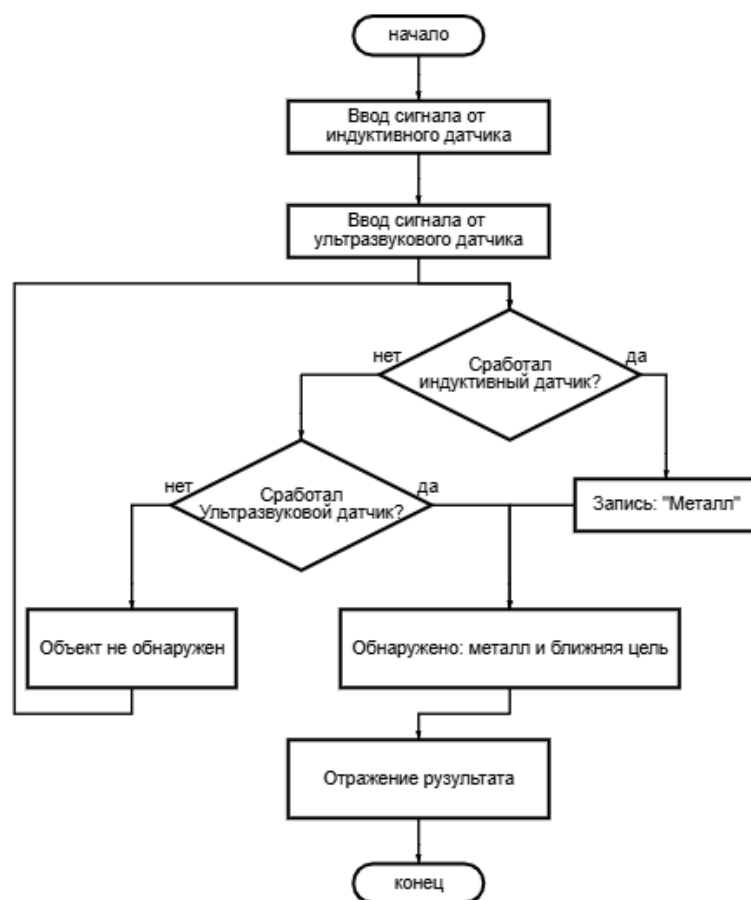 начало
Ввод сигнала от
индуктивного датчика
Ввод сигнала от
ультразвукового датчика
нет
да
Сработал
индуктивный датчик?
нет
да
Сработал
Ультразвуковой датчик?
Запись: "Металл"
Объект не обнаружен
Обнаружено: металл и ближняя цель
Отражение рузультата
конец